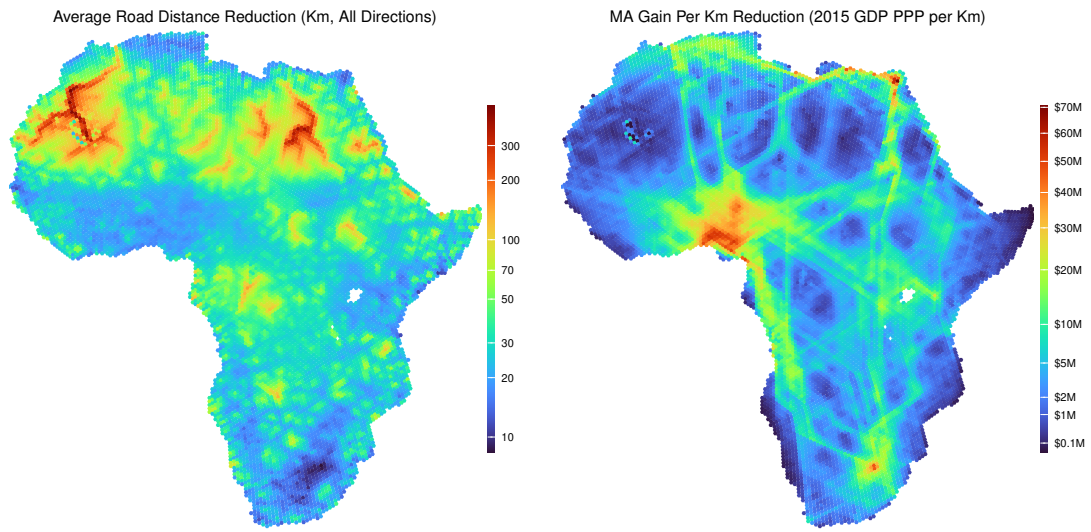 Average Road Distance Reduction (Km, All Directions)
300
200
100
70
50
30
20
10
MA Gain Per Km Reduction (2015 GDP PPP per Km)
$70M
$60M
$50M
$40M
$30M
$20M
$10M
$5M
$2M
$1M
$0.1M